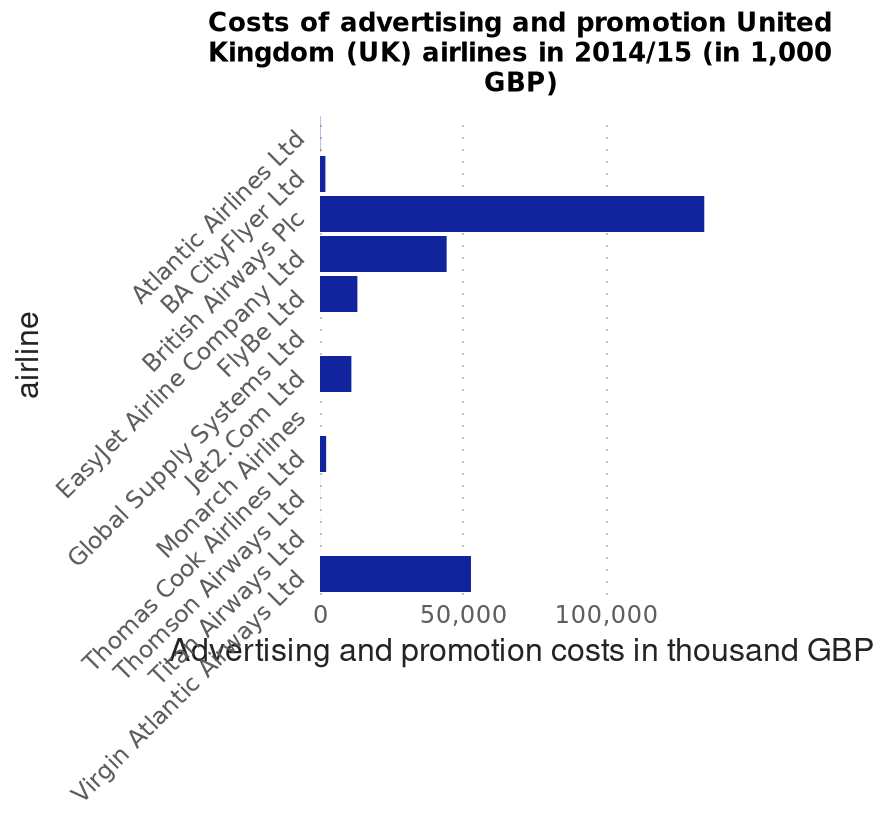 Costs of advertising and promotion United
Kingdom (UK) airlines in 2014/15 (in 1,000
GBP)
airline
Atlantic Airlines Ltd
BA CityFlyer Ltd
British Airways Plc
EasyJet Airline Company Ltd
FlyBe Ltd
Global Supply Systems Ltd
Jet2.Com Ltd
Monarch Airlines
Thomas Cook Airlines Ltd
Thomson Airways Ltd
Titan Airways Ltd
Virgin Atlantic Airways Ltd
0 50,000 100,000
Advertising and promotion costs in thousand GBP